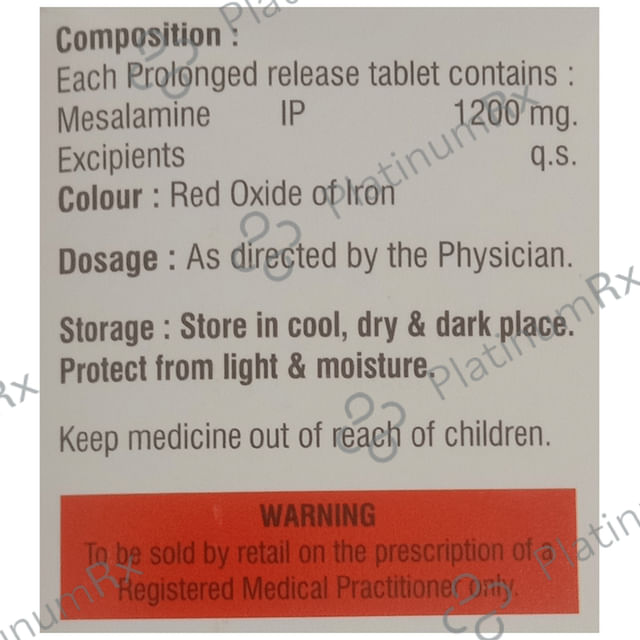 Composition :
Each Prolonged release tablet contains :
Mesalamine IP 1200 mg.
Excipients q.s.
Colour : Red Oxide of Iron
Dosage : As directed by the Physician.
Storage : Store in cool, dry & dark place.
Protect from light & moisture.
Keep medicine out of reach of children.
WARNING
To be sold by retail on the prescription of a
Registered Medical Practitioner only.
PlatinumRx
PlatinumRx